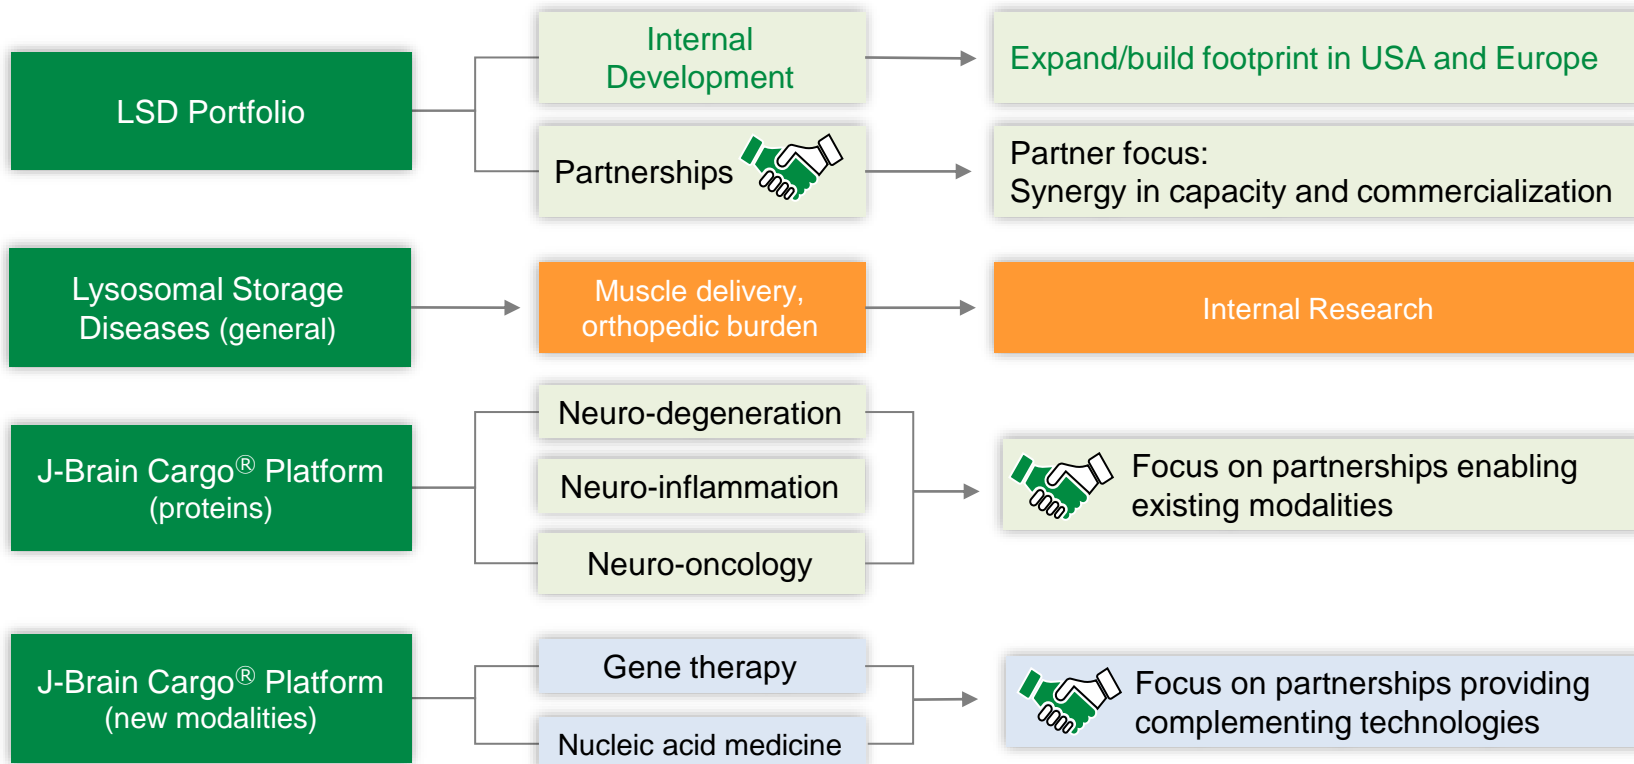 LSD Portfolio
Internal
Development
Expand/build footprint in USA and Europe
Partnerships
Partner focus:
Synergy in capacity and commercialization
Lysosomal Storage
Diseases (general)
Muscle delivery,
orthopedic burden
Internal Research
J-Brain Cargo® Platform
(proteins)
Neuro-degeneration
Neuro-inflammation
Neuro-oncology
Focus on partnerships enabling
existing modalities
J-Brain Cargo® Platform
(new modalities)
Gene therapy
Nucleic acid medicine
Focus on partnerships providing
complementing technologies